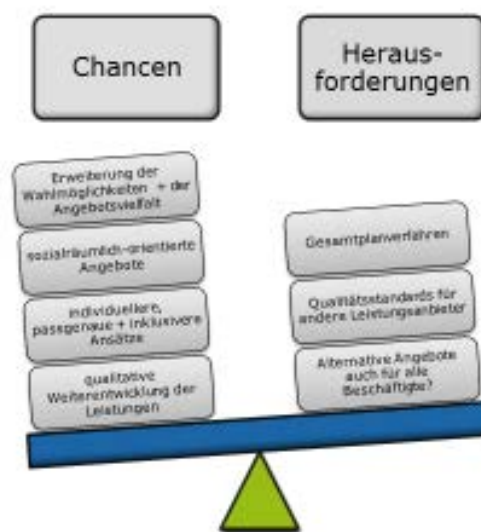 Chancen
Heraus-
forderungen
Erweiterung der
Wahlmöglichkeiten + der
Angebotsvielfalt
sozialräumlich-orientierte
Angebote
individuellere,
passgenaue + inklusivere
Ansätze
qualitative
Weiterentwicklung der
Leistungen
Gesamtplanverfahren
Qualitätsstandards für
andere Leistungsanbieter
Alternative Angebote
auch für alle
Beschäftigte?